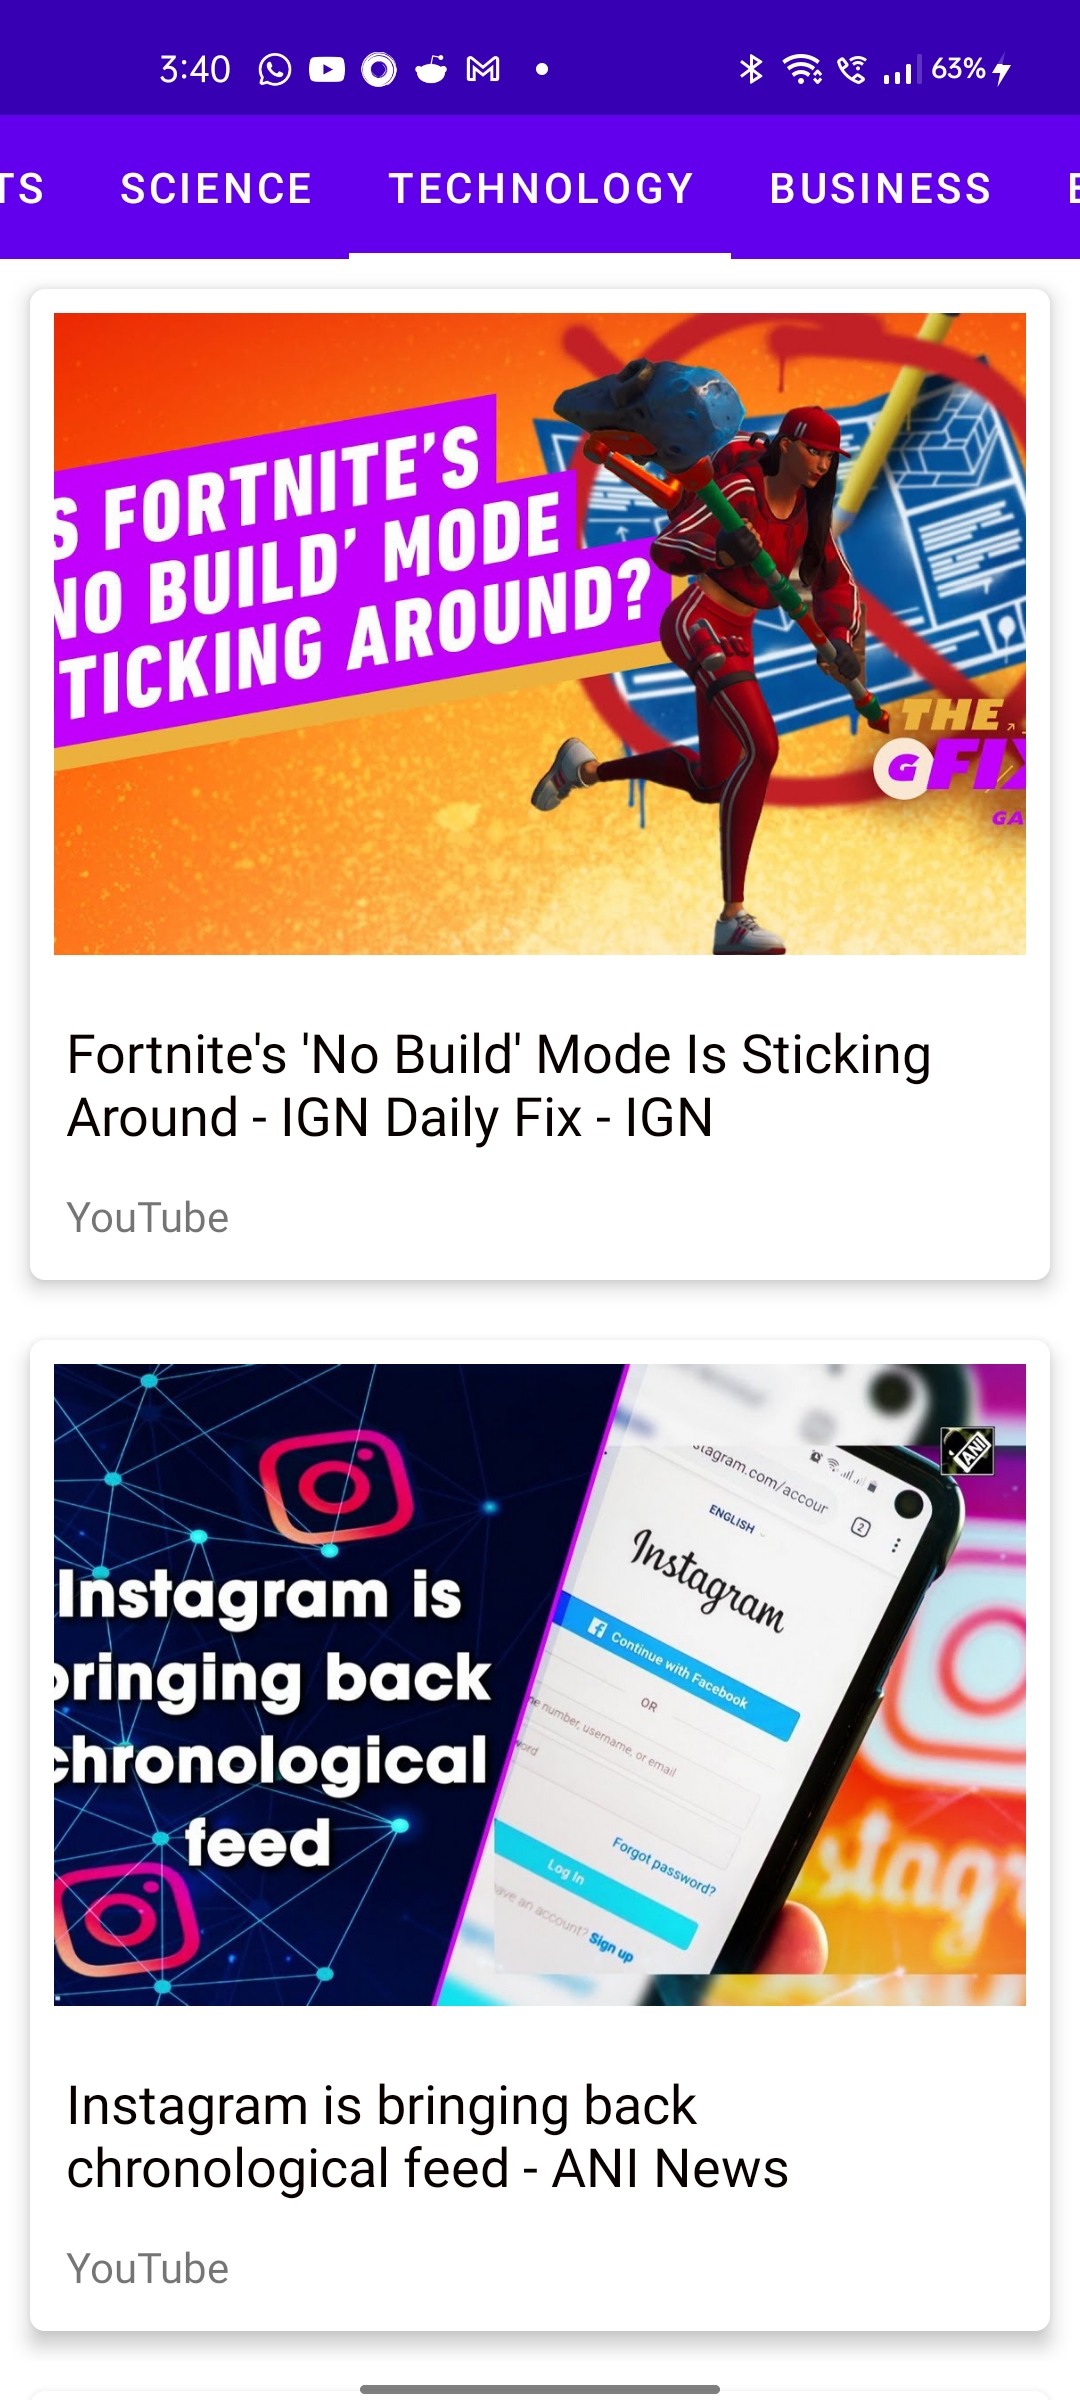 3:40
63%
TS SCIENCE TECHNOLOGY BUSINESS
S FORTNITE'S
NO BUILD' MODE
TICKING AROUND?
THE
G FIX
GA
Fortnite's 'No Build' Mode Is Sticking
Around - IGN Daily Fix - IGN
YouTube
ANI
stagram.com/accour
2
ENGLISH
Instagram
Continue with Facebook
OR
ne number, username, or email
word
Forgot password?
Log In
ave an account? Sign up
Instagram is
bringing back
chronological
feed
Instagram is bringing back
chronological feed - ANI News
YouTube